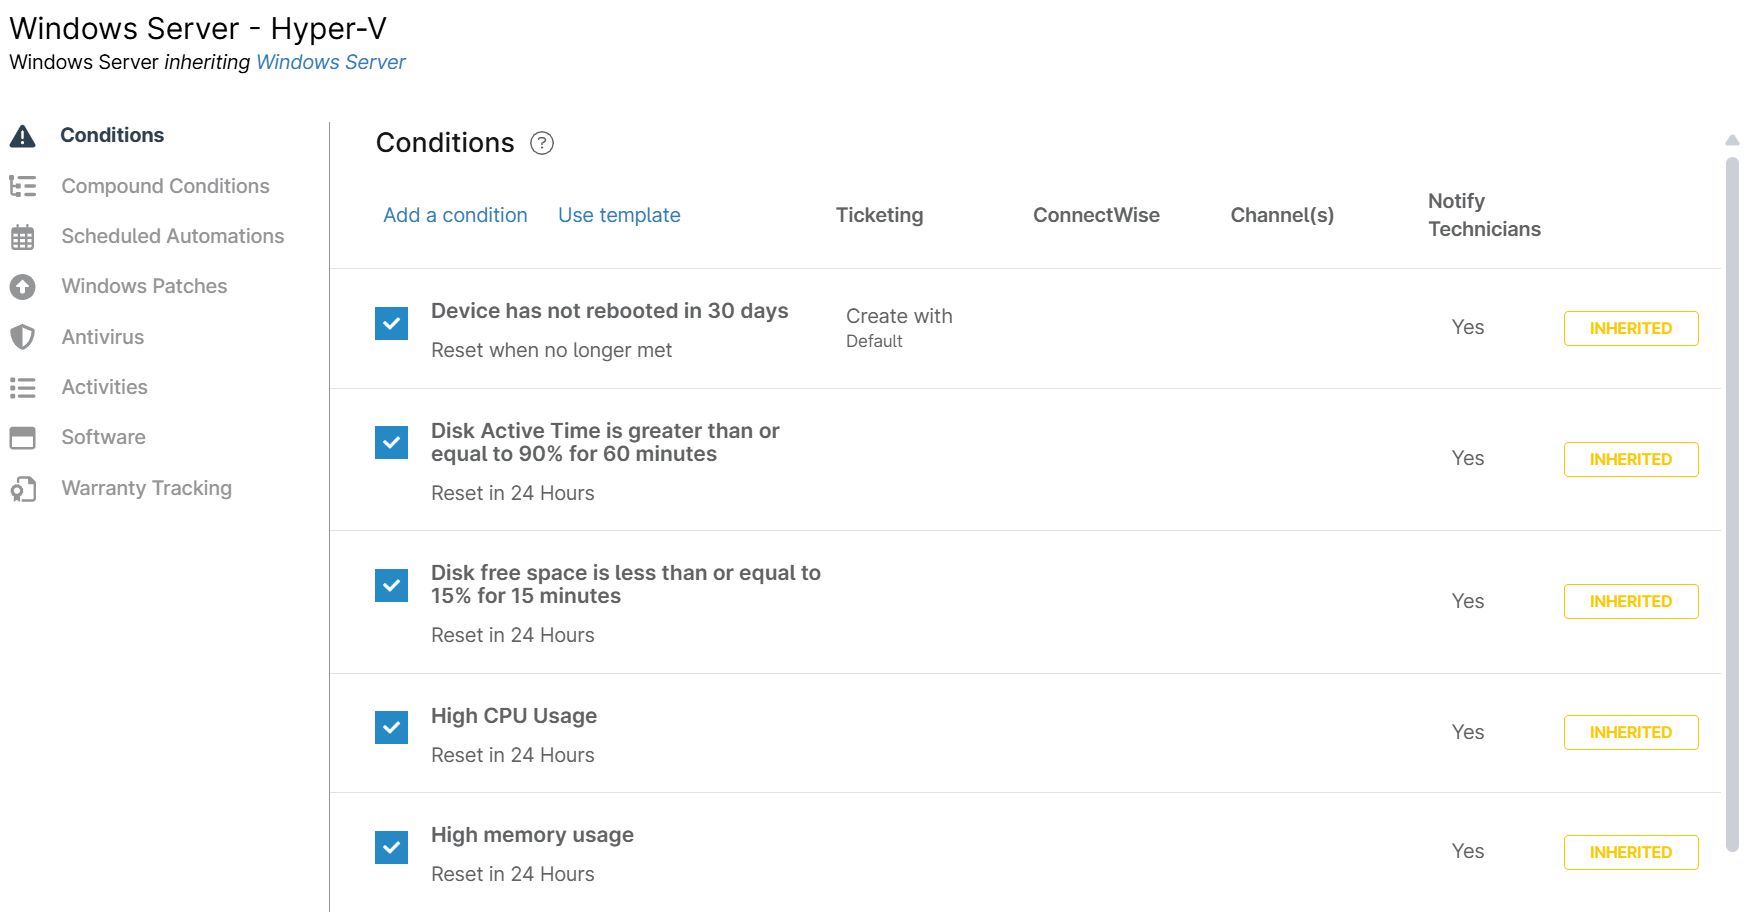 Windows Server - Hyper-V
Windows Server inheriting Windows Server
Conditions
Compound Conditions
Scheduled Automations
Windows Patches
Antivirus
Activities
Software
Warranty Tracking
Conditions ?
Add a condition Use template Ticketing ConnectWise Channel(s) Notify
Technicians
Device has not rebooted in 30 days
Reset when no longer met
Create with
Default
Yes
INHERITED
Disk Active Time is greater than or
equal to 90% for 60 minutes
Reset in 24 Hours
Yes
INHERITED
Disk free space is less than or equal to
15% for 15 minutes
Reset in 24 Hours
Yes
INHERITED
High CPU Usage
Reset in 24 Hours
Yes
INHERITED
High memory usage
Reset in 24 Hours
Yes
INHERITED